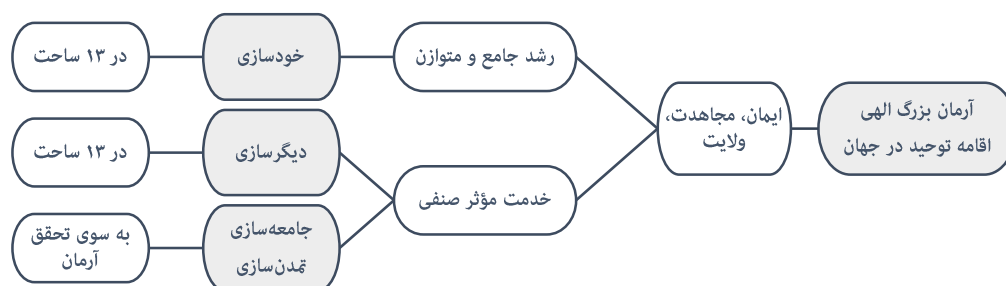 آرمان بزرگ الهی
اقامه توحید در جهان
ایمان، مجاهدت،
ولایت
رشد جامع و متوازن
خودسازی
در ۱۳ ساحت
خدمت مؤثر صنفی
دیگرسازی
در ۱۳ ساحت
جامعه‌سازی
تمدن‌سازی
به سوی تحقق
آرمان